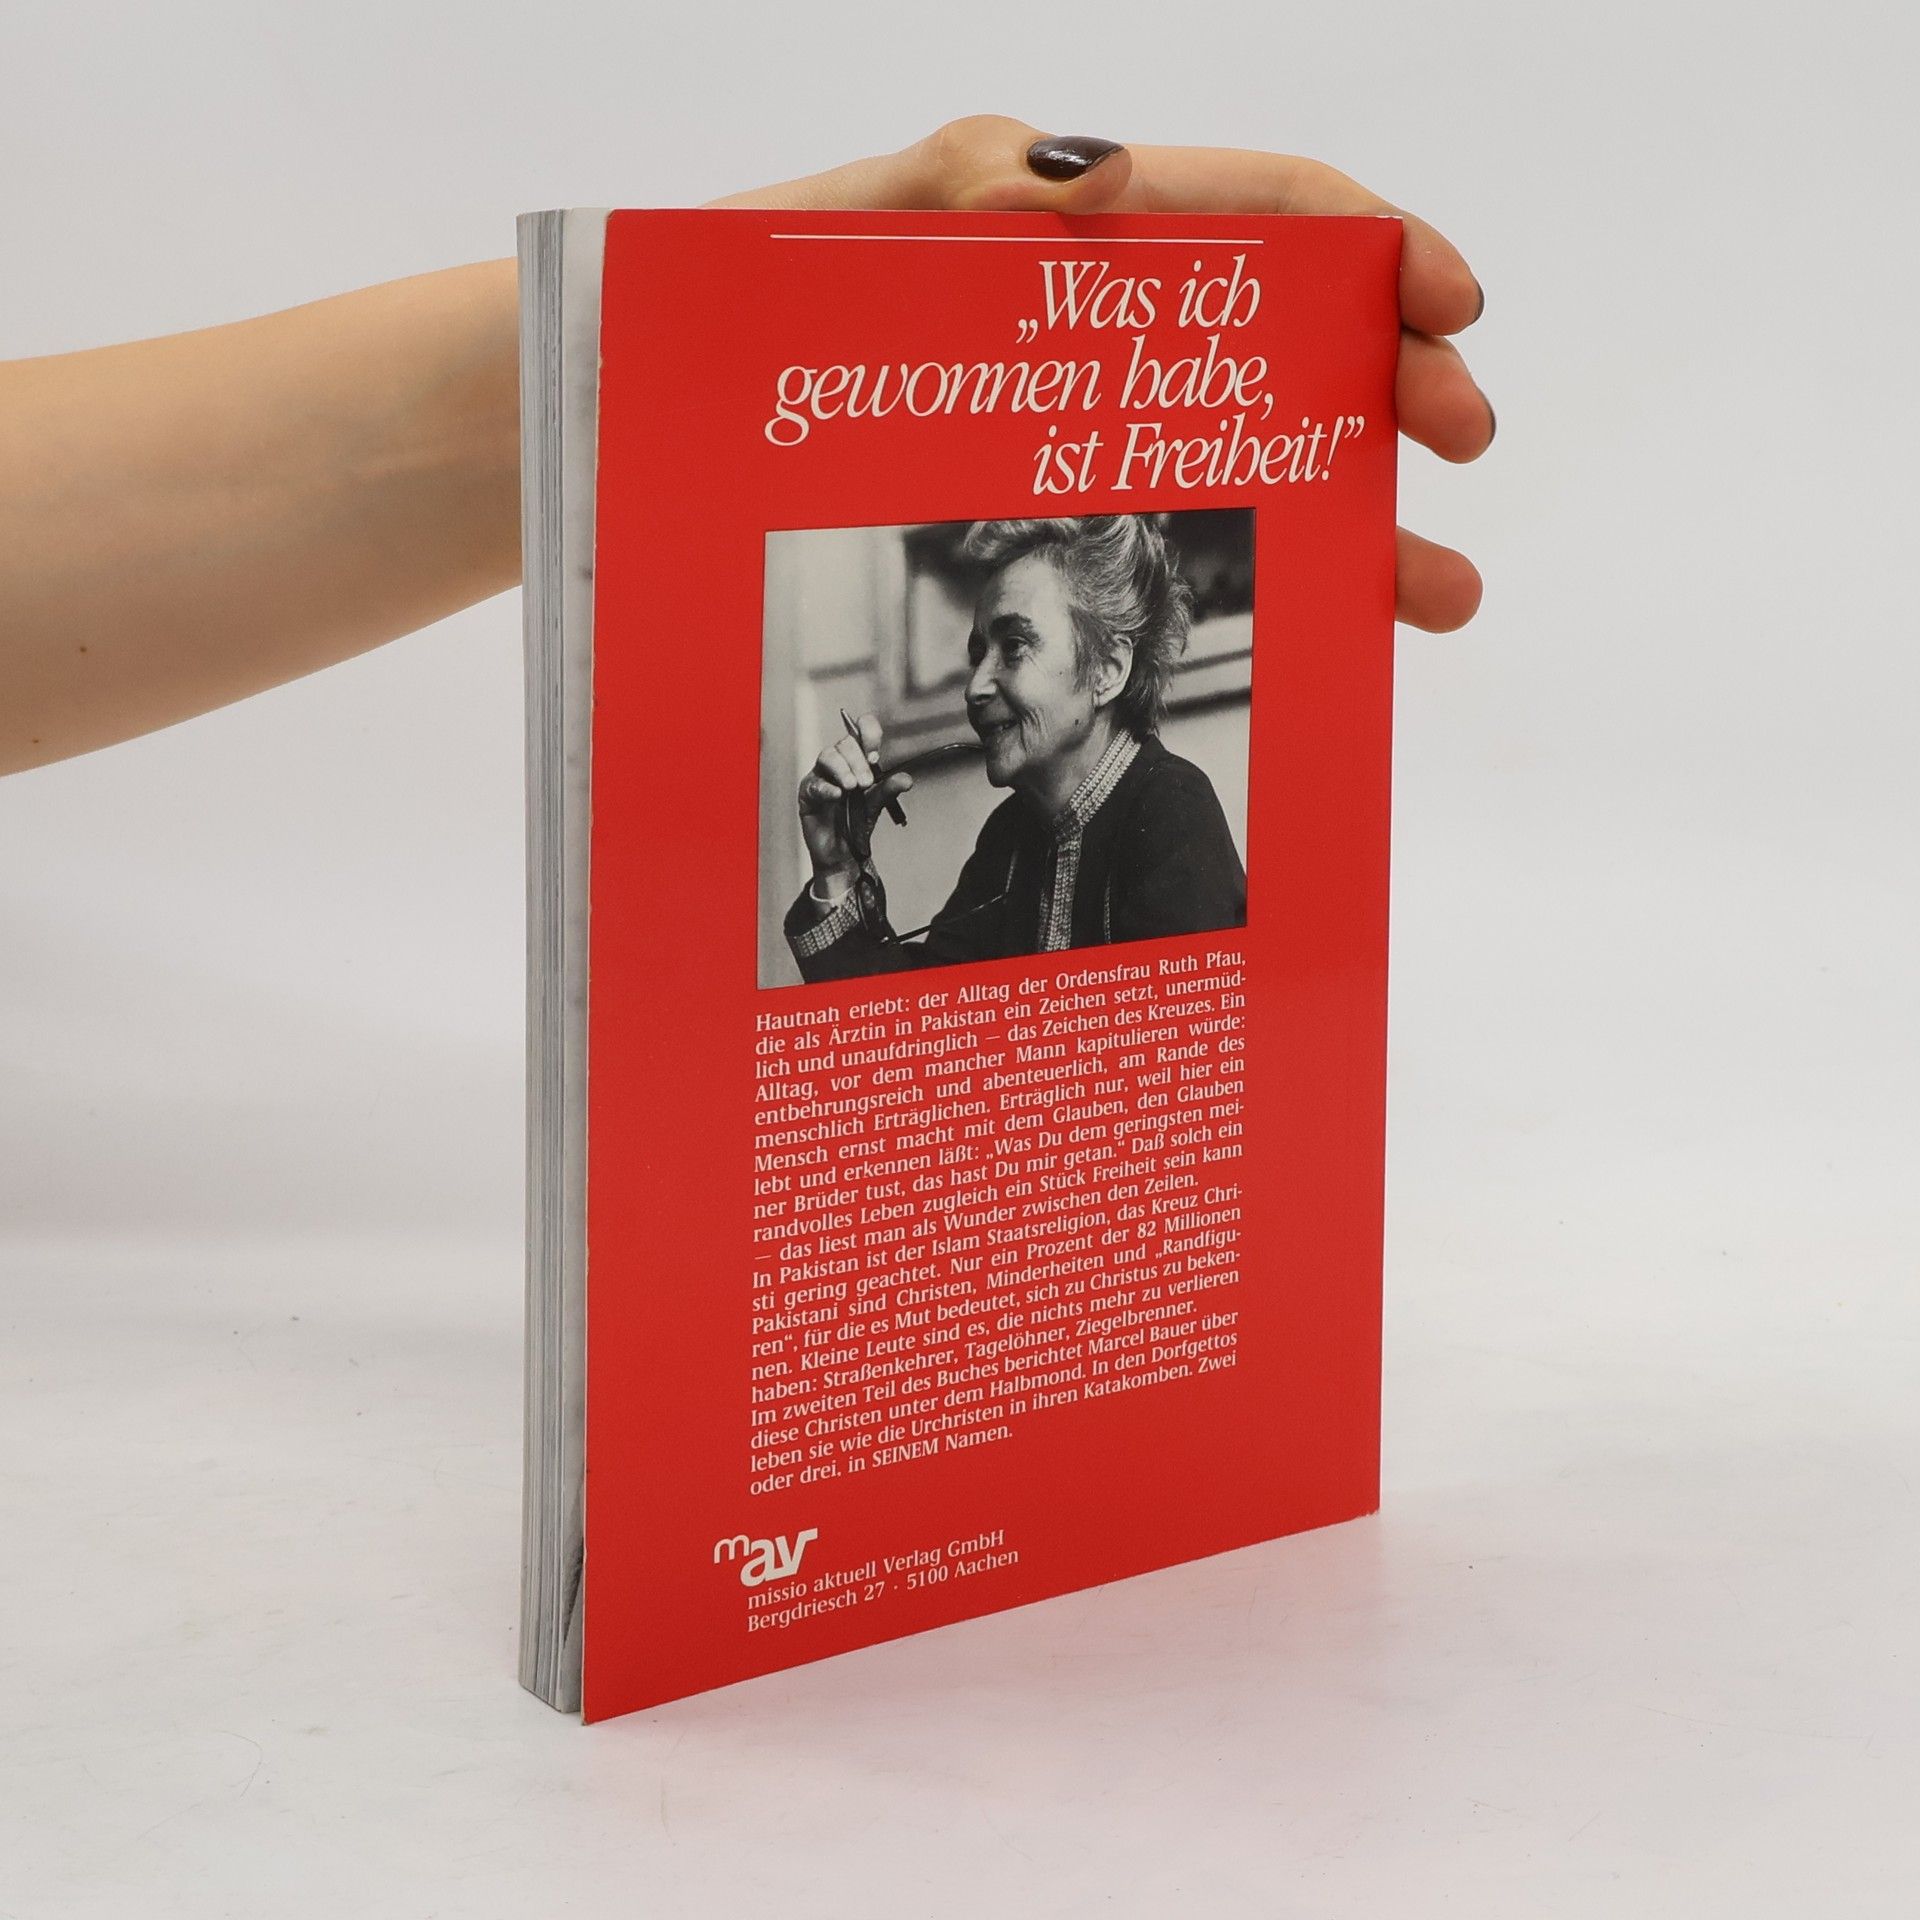 „Was ich
gewonnen habe,
ist Freiheit!”
Hautnah erlebt: der Alltag der Ordensfrau Ruth Pfau,
die als Ärztin in Pakistan ein Zeichen setzt, unermüd-
lich und unaufdringlich — das Zeichen des Kreuzes. Ein
Alltag, vor dem mancher Mann kapitulieren würde:
entbehrungsreich und abenteuerlich, am Rande des
menschlich Erträglichen. Erträglich nur, weil hier ein
Mensch ernst macht mit dem Glauben, den Glauben
lebt und erkennen läßt: „Was Du dem geringsten mei-
ner Brüder tust, das hast Du mir getan.“ Daß solch ein
randvolles Leben zugleich ein Stück Freiheit sein kann
— das liest man als Wunder zwischen den Zeilen.
In Pakistan ist der Islam Staatsreligion, das Kreuz Chri-
sti gering geachtet. Nur ein Prozent der 82 Millionen
Pakistani sind Christen, Minderheiten und „Randfigu-
ren“, für die es Mut bedeutet, sich zu Christus zu beken-
nen. Kleine Leute sind es, die nichts mehr zu verlieren
haben: Straßenkehrer, Tagelöhner, Ziegelbrenner.
Im zweiten Teil des Buches berichtet Marcel Bauer über
diese Christen unter dem Halbmond. In den Dorfgettos
leben sie wie die Urchristen in ihren Katakomben. Zwei
oder drei, in SEINEM Namen.
mav
missio aktuell Verlag GmbH
Bergdriesch 27 · 5100 Aachen